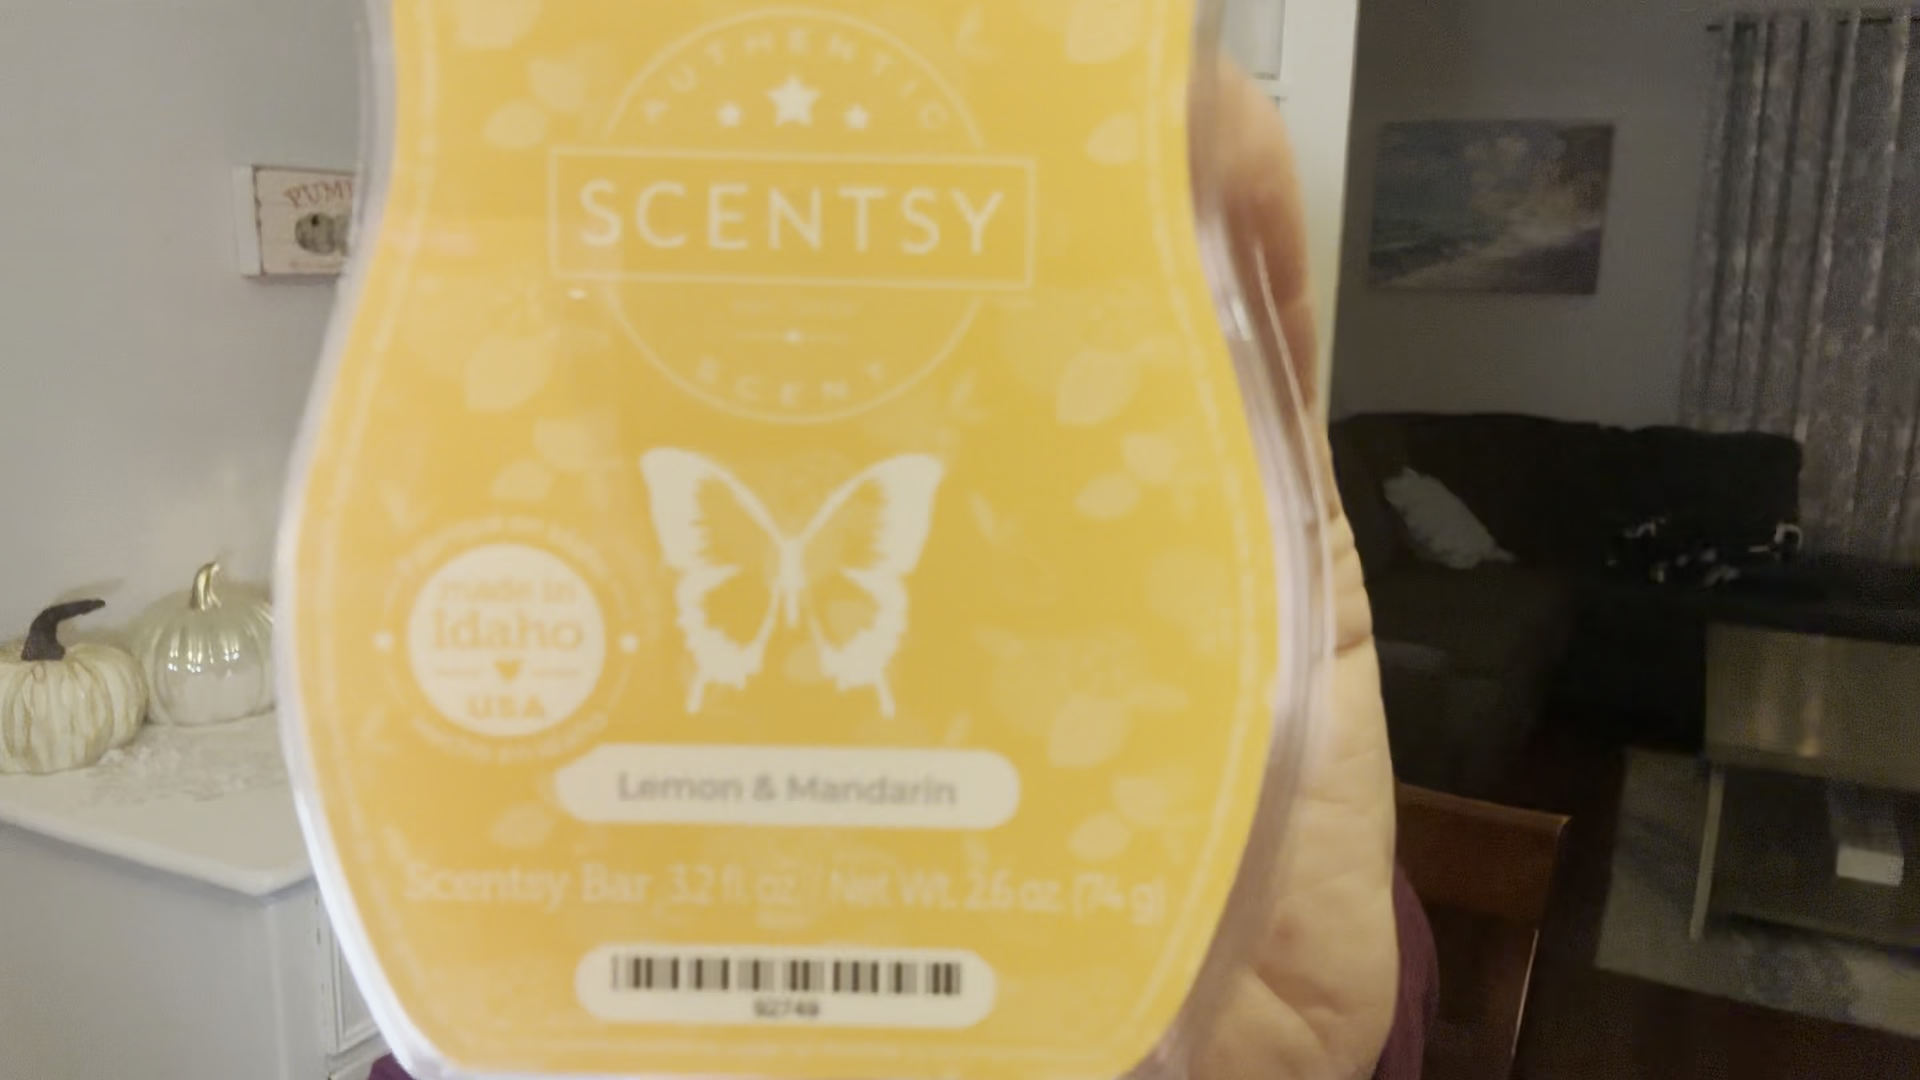 AUTHENTIC
SCENTSY
SCENT
made in
Idaho
USA
Lemon & Mandarin
Scentsy Bar 3.2 fl oz / Net Wt. 2.6 oz (74 g)
92749